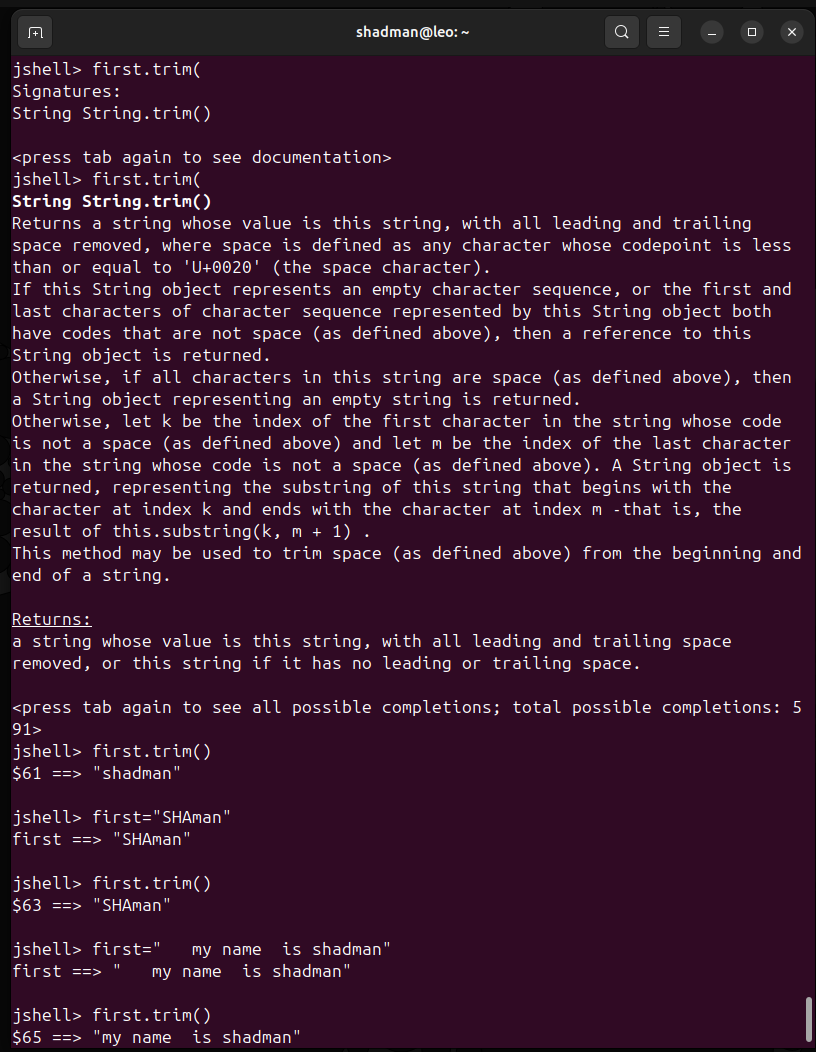 shadman@leo: ~
jshell> first.trim(
Signatures:
String String.trim()
<press tab again to see documentation>
jshell> first.trim(
String String.trim()
Returns a string whose value is this string, with all leading and trailing
space removed, where space is defined as any character whose codepoint is less
than or equal to 'U+0020' (the space character).
If this String object represents an empty character sequence, or the first and
last characters of character sequence represented by this String object both
have codes that are not space (as defined above), then a reference to this
String object is returned.
Otherwise, if all characters in this string are space (as defined above), then
a String object representing an empty string is returned.
Otherwise, let k be the index of the first character in the string whose code
is not a space (as defined above) and let m be the index of the last character
in the string whose code is not a space (as defined above). A String object is
returned, representing the substring of this string that begins with the
character at index k and ends with the character at index m -that is, the
result of this.substring(k, m + 1) .
This method may be used to trim space (as defined above) from the beginning and
end of a string.
Returns:
a string whose value is this string, with all leading and trailing space
removed, or this string if it has no leading or trailing space.
<press tab again to see all possible completions; total possible completions: 5
91>
jshell> first.trim()
$61 ==> "shadman"
jshell> first="SHAman"
first ==> "SHAman"
jshell> first.trim()
$63 ==> "SHAman"
jshell> first="   my name  is shadman"
first ==> "   my name  is shadman"
jshell> first.trim()
$65 ==> "my name  is shadman"